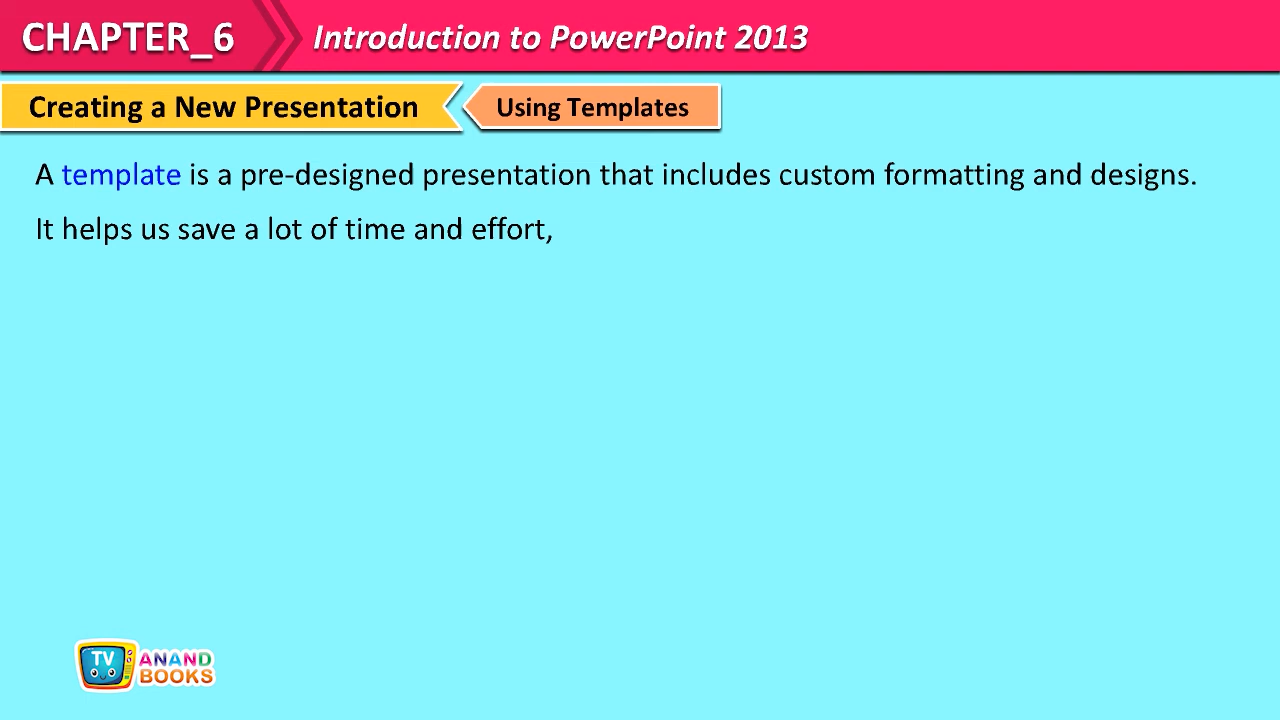 CHAPTER_6
Introduction to PowerPoint 2013
Creating a New Presentation
Using Templates
A template is a pre-designed presentation that includes custom formatting and designs.
It helps us save a lot of time and effort,
TV
ANAND
BOOKS